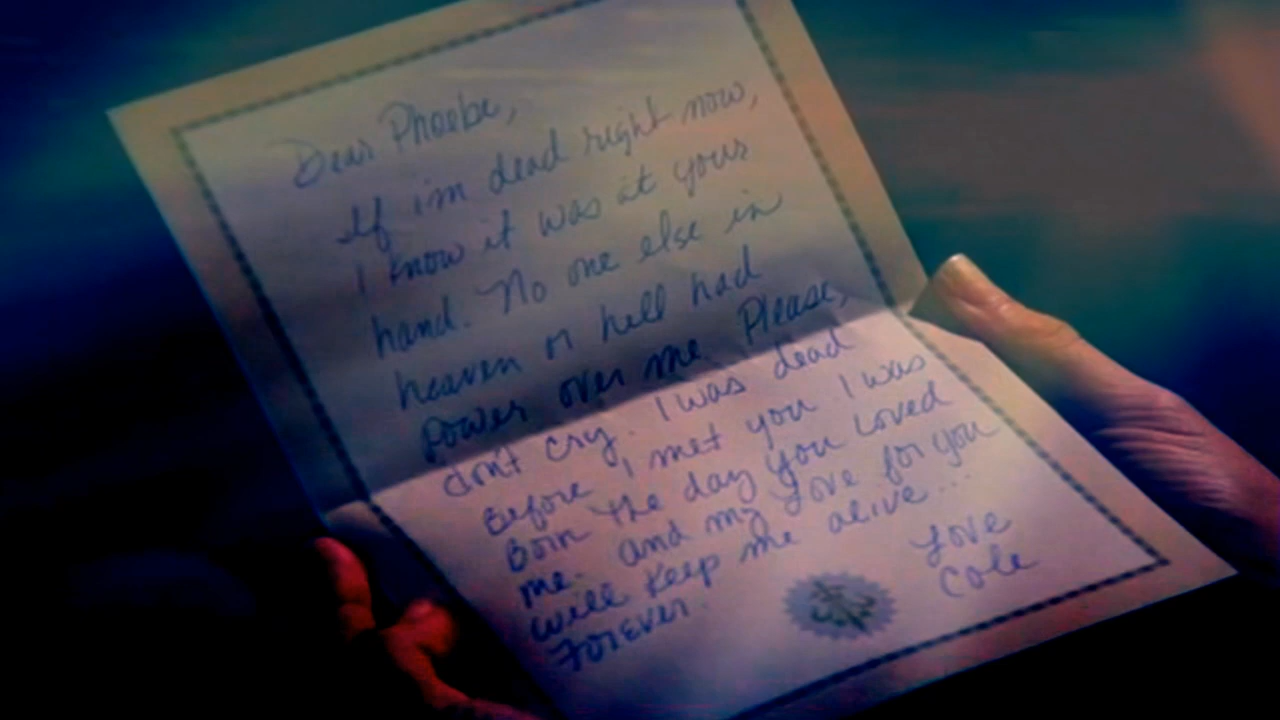 Dear Phoebe,
If im dead right now,
I know it was at your
hand. No one else in
heaven or hell had
power over me. Please,
don't cry. I was dead
Before I met you I was
Born the day you Loved
me. and my Love for you
will keep me alive...
Forever.
Love
Cole